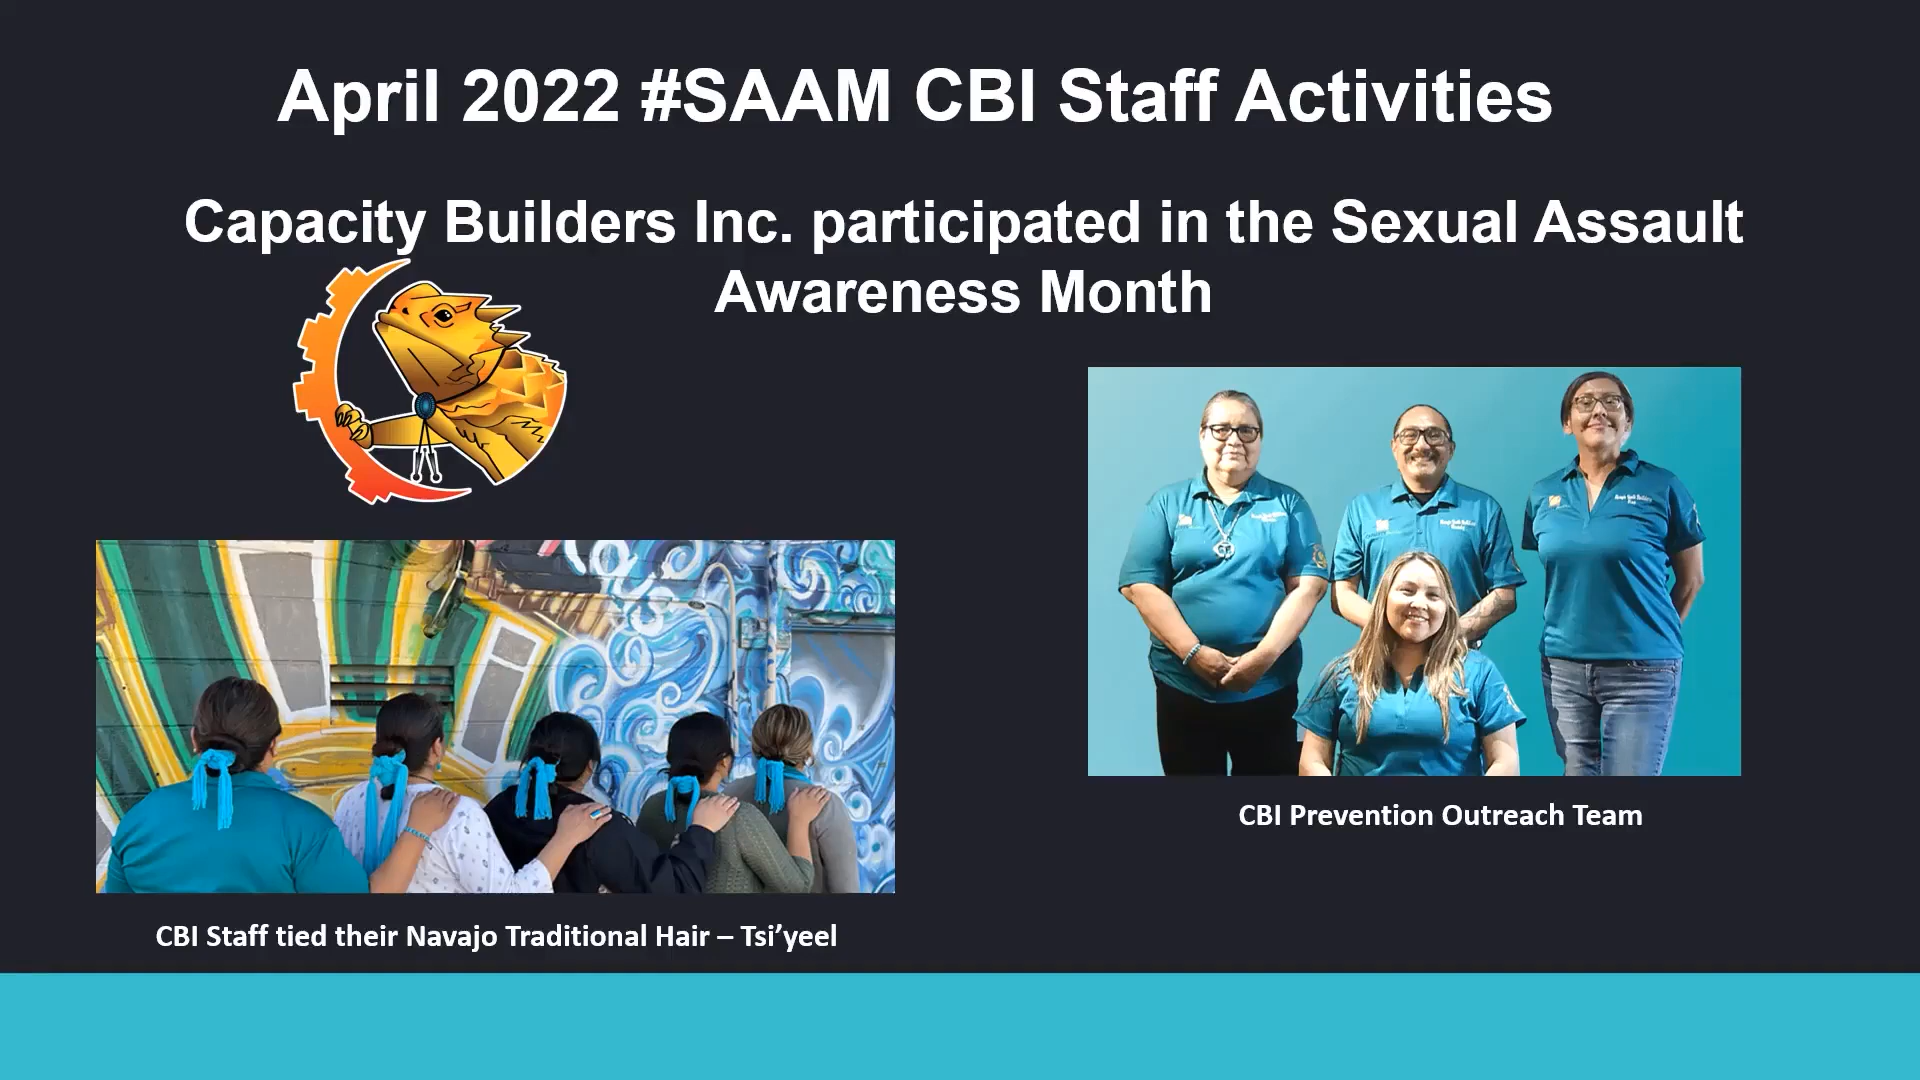 April 2022 #SAAM CBI Staff Activities
Capacity Builders Inc. participated in the Sexual Assault
Awareness Month
CBI Prevention Outreach Team
CBI Staff tied their Navajo Traditional Hair – Tsi’yeel